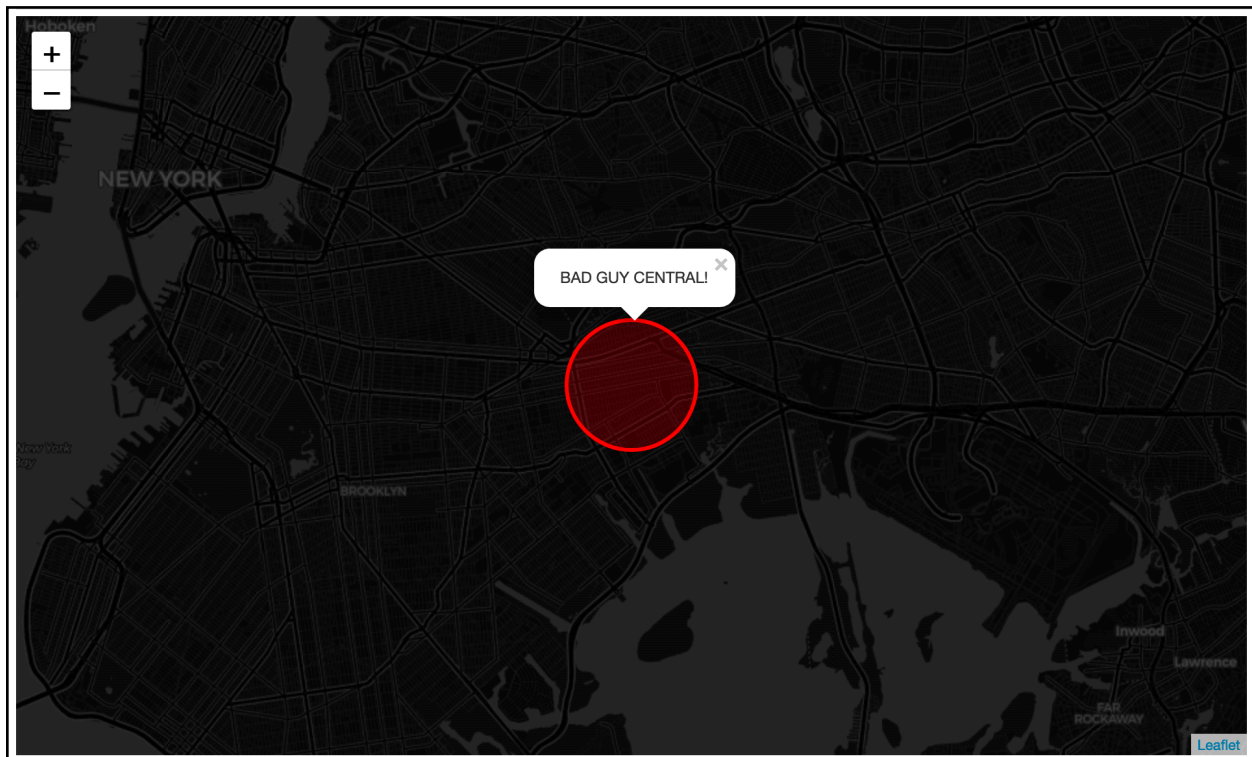 Hoboken
+
−
NEW YORK
BAD GUY CENTRAL!
×
New York
Bay
BROOKLYN
Inwood
Lawrence
FAR
ROCKAWAY
Leaflet